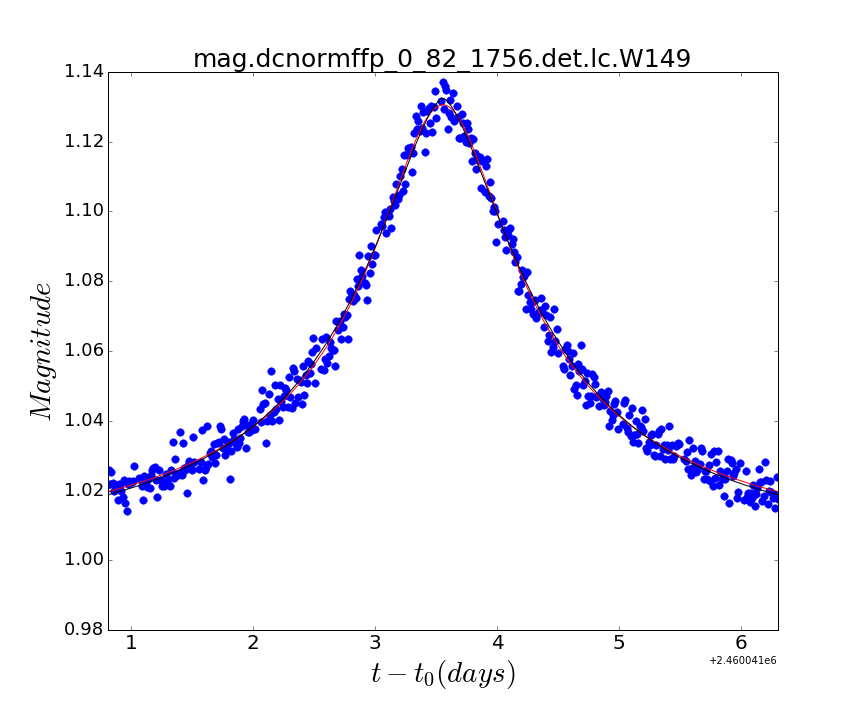 mag.dcnormffp_0_82_1756.det.lc.W149
1.14
1.12
1.10
1.08
1.06
1.04
1.02
1.00
0.98
Magnitude
1 2 3 4 5 6
+2.460041e6
t − t₀(days)